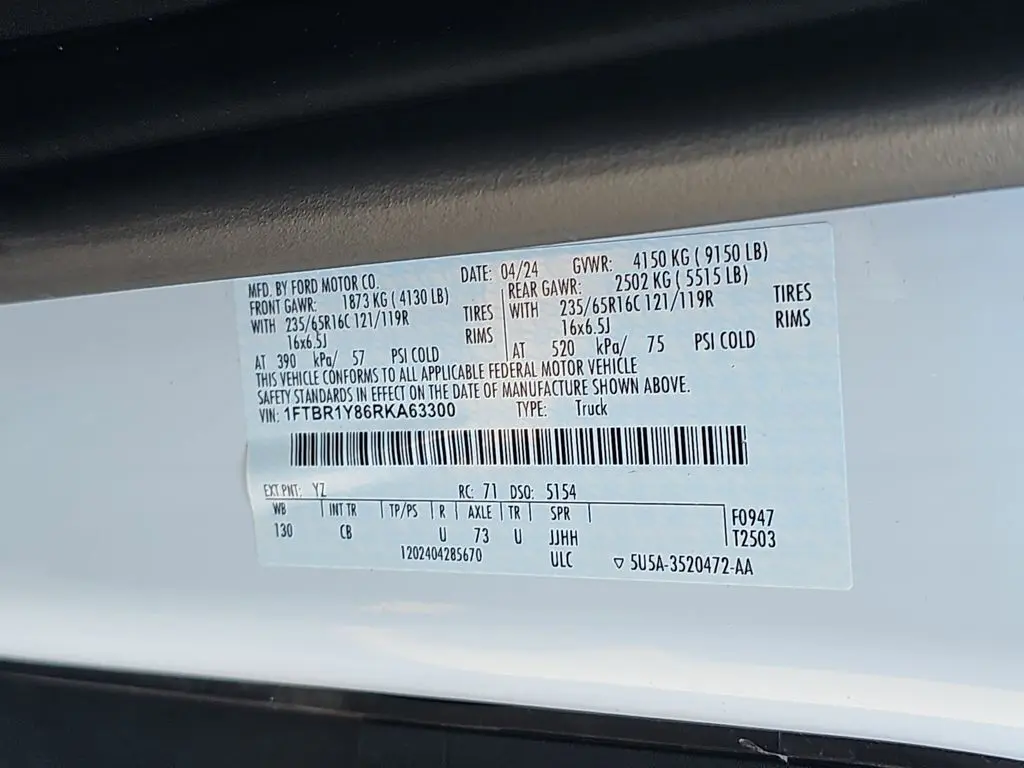 MFD. BY FORD MOTOR CO. DATE: 04/24 GVWR: 4150 KG ( 9150 LB)
FRONT GAWR: 1873 KG ( 4130 LB) REAR GAWR: 2502 KG ( 5515 LB)
WITH 235/65R16C 121/119R TIRES WITH 235/65R16C 121/119R TIRES
16x6.5J RIMS 16x6.5J RIMS
AT 390 kPa/ 57 PSI COLD AT 520 kPa/ 75 PSI COLD
THIS VEHICLE CONFORMS TO ALL APPLICABLE FEDERAL MOTOR VEHICLE
SAFETY STANDARDS IN EFFECT ON THE DATE OF MANUFACTURE SHOWN ABOVE.
VIN: 1FTBR1Y86RKA63300 TYPE: Truck
EXT PNT: YZ RC: 71 DSO: 5154
WB INT TR TP/PS R AXLE TR SPR F0947
130 CB U 73 U JJHH T2503
1202404285670 ULC ▽ 5U5A-3520472-AA